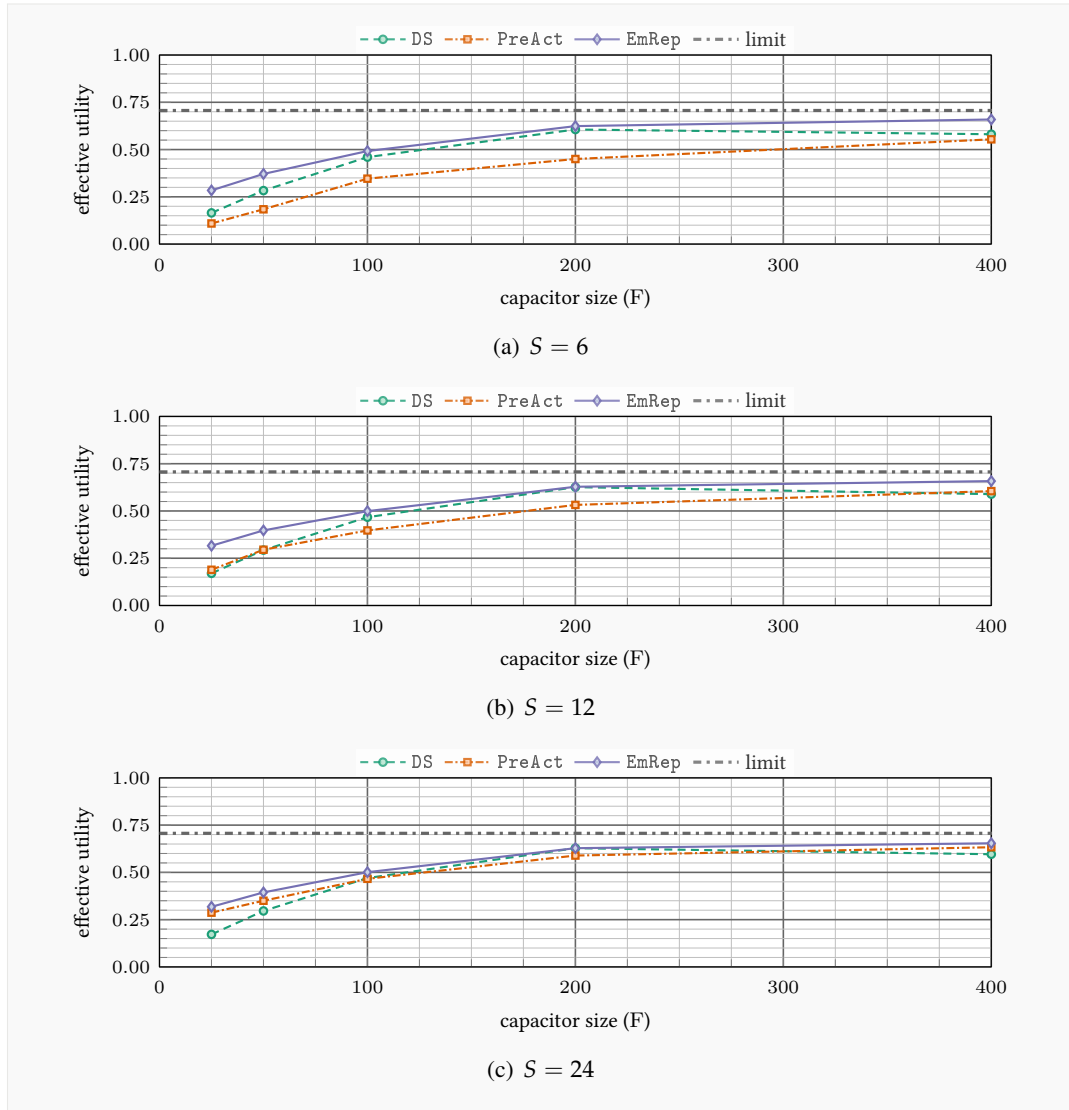 DS PreAct EmRep limit
1.00
0.75
0.50
0.25
0.00
effective utility
0 100 200 300 400
capacitor size (F)
(a) S = 6
DS PreAct EmRep limit
1.00
0.75
0.50
0.25
0.00
effective utility
0 100 200 300 400
capacitor size (F)
(b) S = 12
DS PreAct EmRep limit
1.00
0.75
0.50
0.25
0.00
effective utility
0 100 200 300 400
capacitor size (F)
(c) S = 24